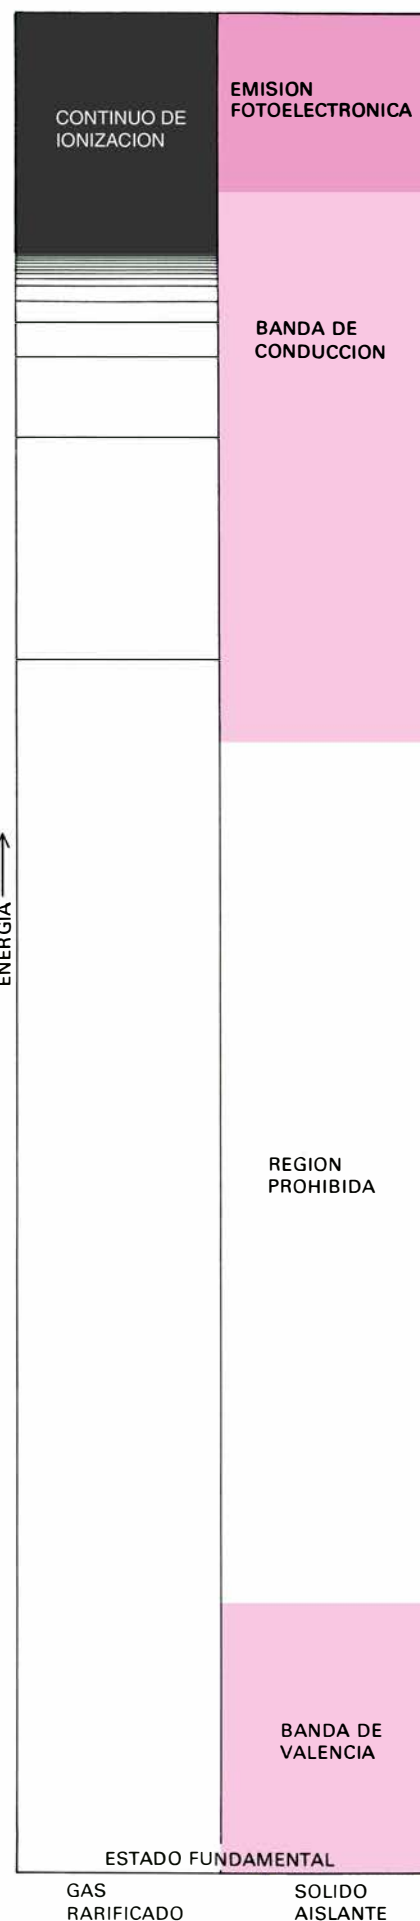 CONTINUO DE
IONIZACION
EMISION
FOTOELECTRONICA
BANDA DE
CONDUCCION
ENERGIA
REGION
PROHIBIDA
BANDA DE
VALENCIA
ESTADO FUNDAMENTAL
GAS
RARIFICADO
SOLIDO
AISLANTE